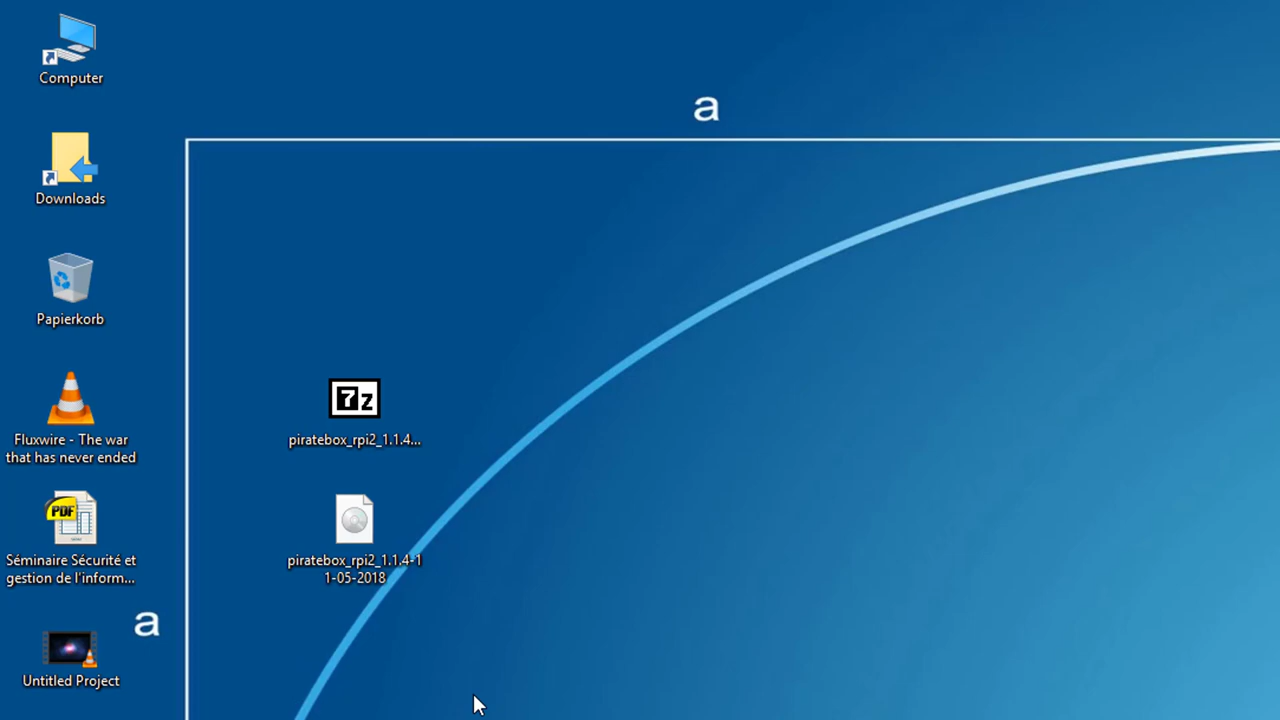 Computer
a
Downloads
Papierkorb
7z
Fluxwire - The war
that has never ended
piratebox_rpi2_1.1.4...
PDF
Séminaire Sécurité et
gestion de l'inform...
piratebox_rpi2_1.1.4-1
1-05-2018
a
Untitled Project